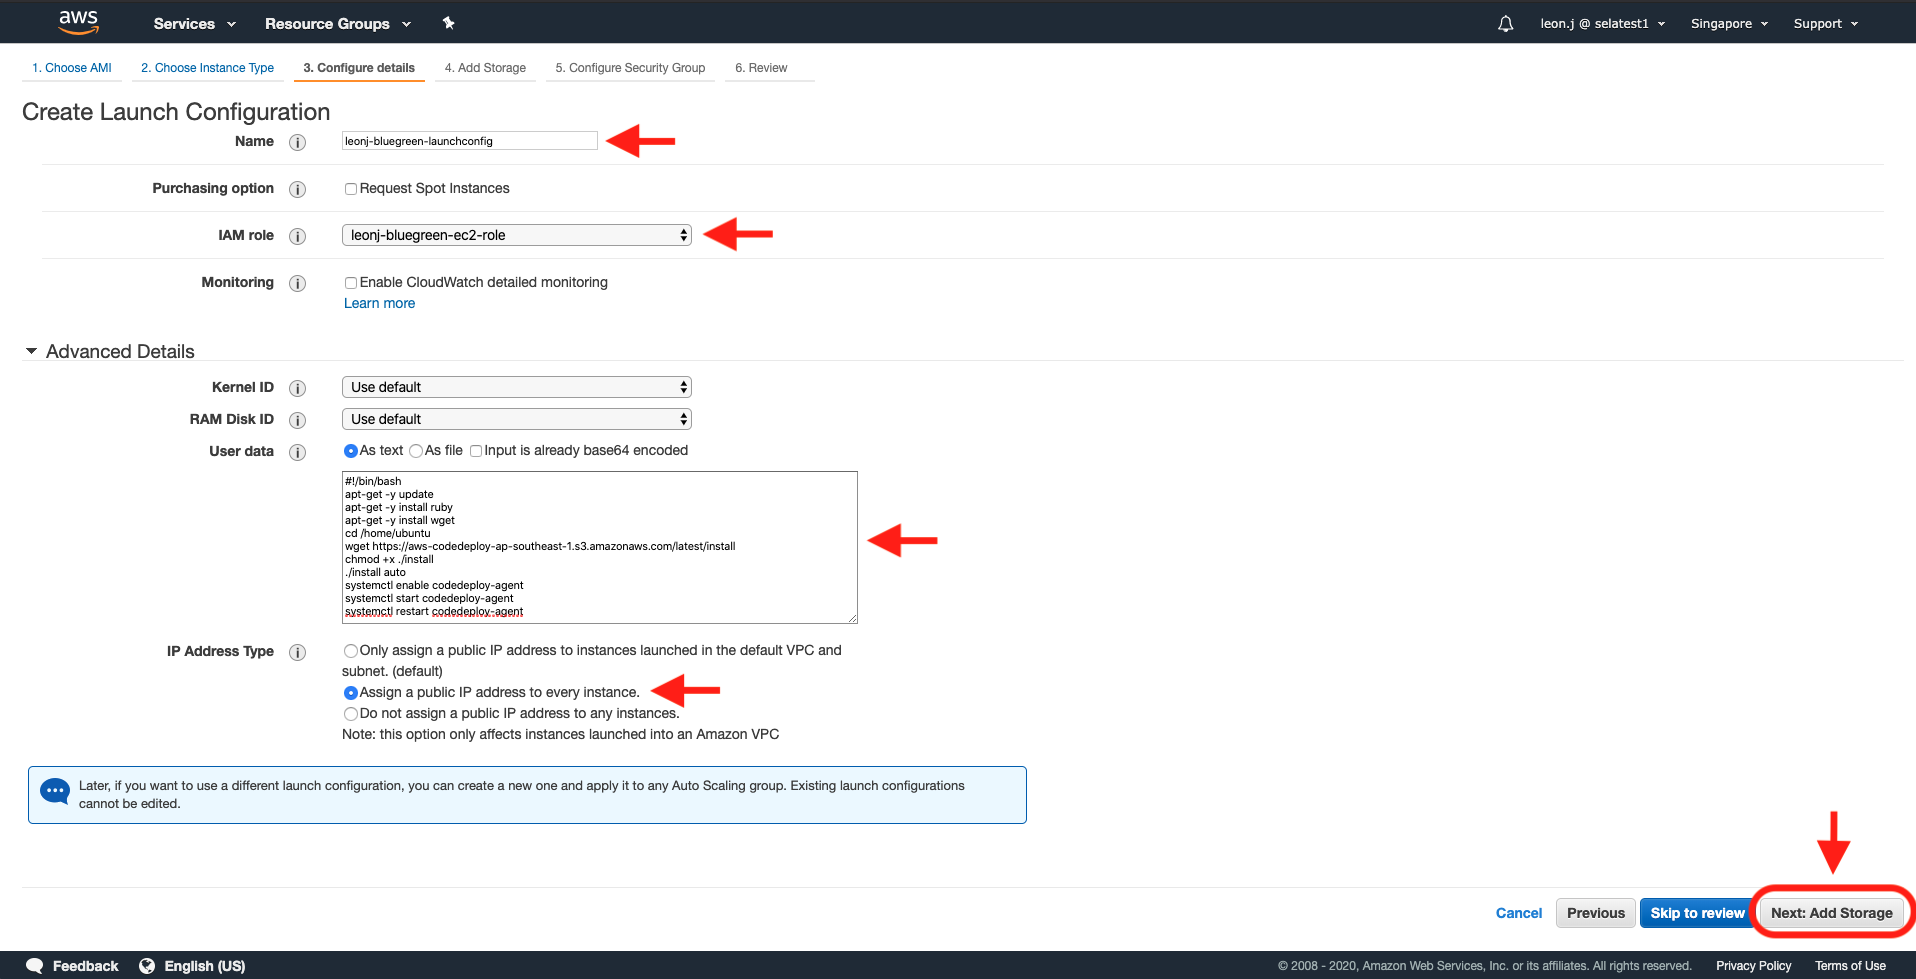 aws
Services
Resource Groups
leon.j @ selatest1
Singapore
Support
1. Choose AMI
2. Choose Instance Type
3. Configure details
4. Add Storage
5. Configure Security Group
6. Review
Create Launch Configuration
Name
i
leonj-bluegreen-launchconfig
Purchasing option
i
Request Spot Instances
IAM role
i
leonj-bluegreen-ec2-role
Monitoring
i
Enable CloudWatch detailed monitoring
Learn more
Advanced Details
Kernel ID
i
Use default
RAM Disk ID
i
Use default
User data
i
As text
As file
Input is already base64 encoded
#!/bin/bash
apt-get -y update
apt-get -y install ruby
apt-get -y install wget
cd /home/ubuntu
wget https://aws-codedeploy-ap-southeast-1.s3.amazonaws.com/latest/install
chmod +x ./install
./install auto
systemctl enable codedeploy-agent
systemctl start codedeploy-agent
systemctl restart codedeploy-agent
IP Address Type
i
Only assign a public IP address to instances launched in the default VPC and
subnet. (default)
Assign a public IP address to every instance.
Do not assign a public IP address to any instances.
Note: this option only affects instances launched into an Amazon VPC
Later, if you want to use a different launch configuration, you can create a new one and apply it to any Auto Scaling group. Existing launch configurations
cannot be edited.
Cancel
Previous
Skip to review
Next: Add Storage
Feedback
English (US)
© 2008 - 2020, Amazon Web Services, Inc. or its affiliates. All rights reserved.
Privacy Policy
Terms of Use